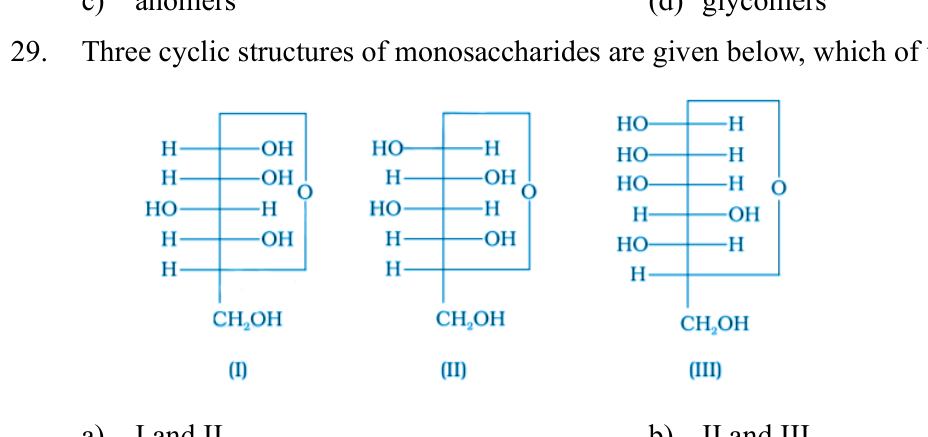 c) anomers (d) glycomers
29. Three cyclic structures of monosaccharides are given below, which of
H OH HO H HO H
H OH H OH HO H
HO H O HO H O HO H O
H OH H OH H OH
H H HO H
H
CH₂OH CH₂OH CH₂OH
(I) (II) (III)
a) I and II b) II and III